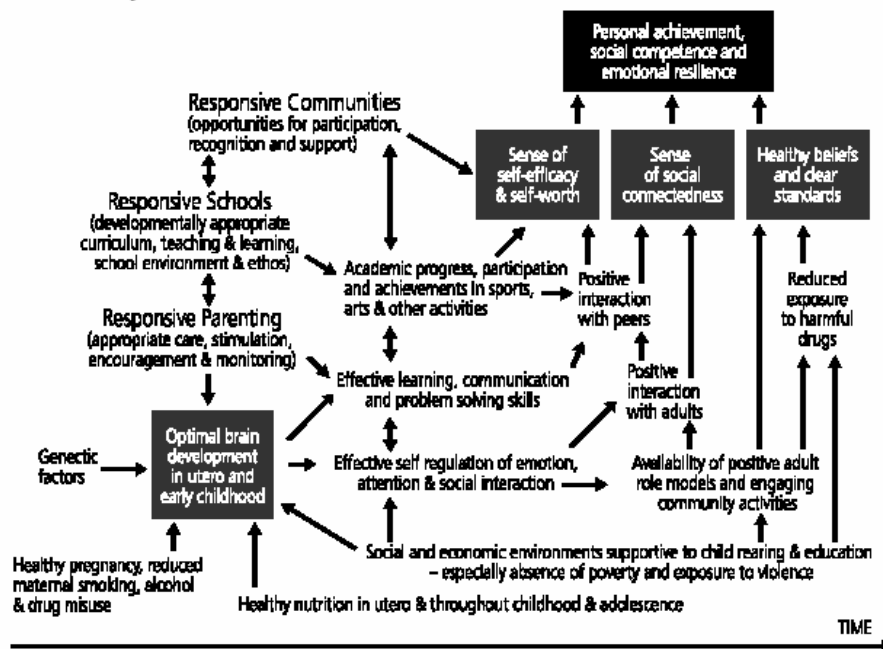 Personal achievement,
social competence and
emotional resilience
Responsive Communities
(opportunities for participation,
recognition and support)
Sense of
self-efficacy
& self-worth
Sense
of social
connectedness
Healthy beliefs
and clear
standards
Responsive Schools
(developmentally appropriate
curriculum, teaching & learning,
school environment & ethos)
Academic progress, participation
and achievements in sports,
arts & other activities
Positive
interaction
with peers
Reduced
exposure
to harmful
drugs
Responsive Parenting
(appropriate care, stimulation,
encouragement & monitoring)
Effective learning, communication
and problem solving skills
Positive
interaction
with adults
Genectic
factors
Optimal brain
development
in utero and
early childhood
Effective self regulation of emotion,
attention & social interaction
Availability of positive adult
role models and engaging
community activities
Healthy pregnancy, reduced
maternal smoking, alcohol
& drug misuse
Social and economic environments supportive to child rearing & education
– especially absence of poverty and exposure to violence
Healthy nutrition in utero & throughout childhood & adolescence
TIME